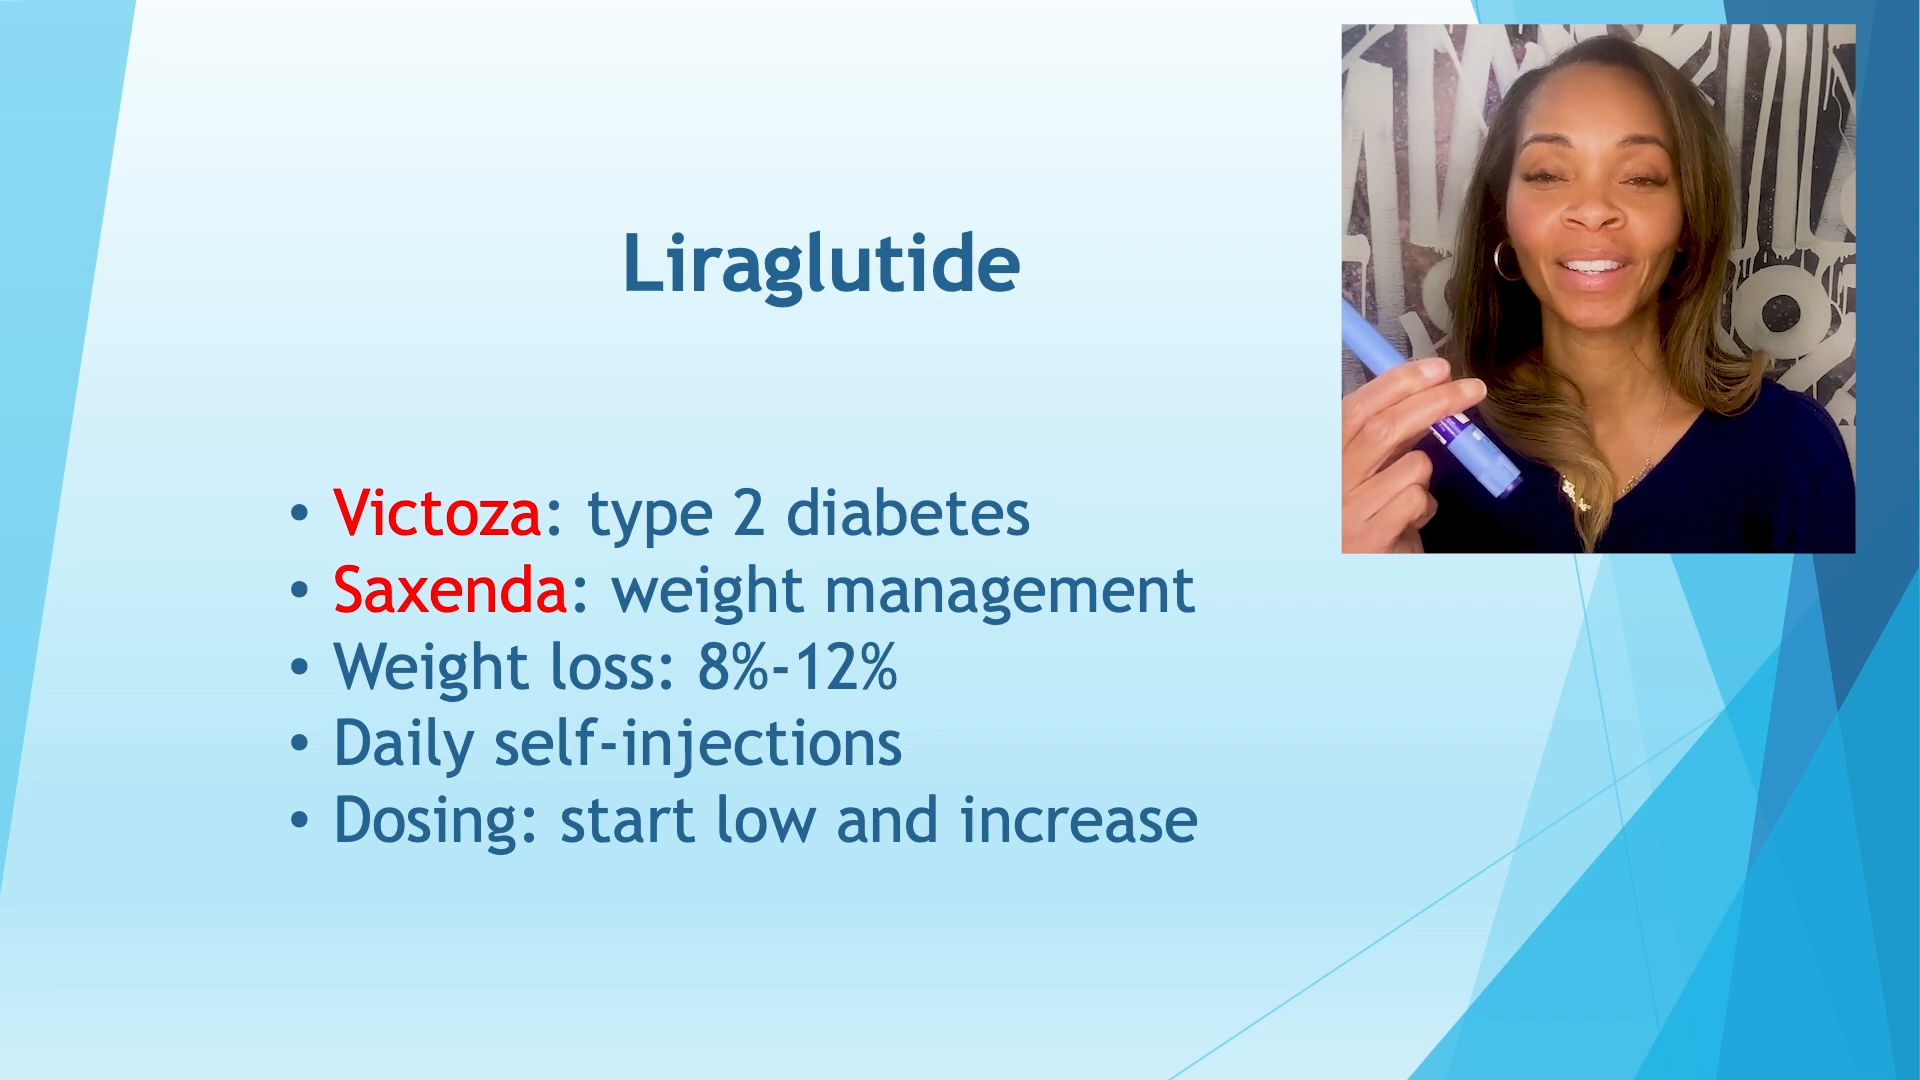 Liraglutide
• Victoza: type 2 diabetes
• Saxenda: weight management
• Weight loss: 8%-12%
• Daily self-injections
• Dosing: start low and increase